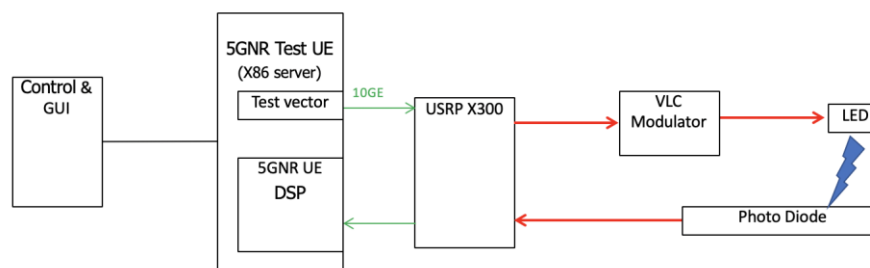 Control &
GUI
5GNR Test UE
(X86 server)
Test vector
5GNR UE
DSP
10GE
USRP X300
VLC
Modulator
LED
Photo Diode